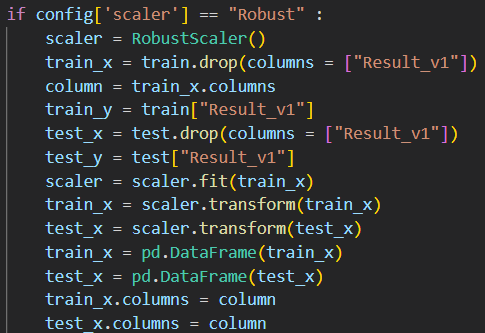 if config['scaler'] == "Robust" :
    scaler = RobustScaler()
    train_x = train.drop(columns = ["Result_v1"])
    column = train_x.columns
    train_y = train["Result_v1"]
    test_x = test.drop(columns = ["Result_v1"])
    test_y = test["Result_v1"]
    scaler = scaler.fit(train_x)
    train_x = scaler.transform(train_x)
    test_x = scaler.transform(test_x)
    train_x = pd.DataFrame(train_x)
    test_x = pd.DataFrame(test_x)
    train_x.columns = column
    test_x.columns = column